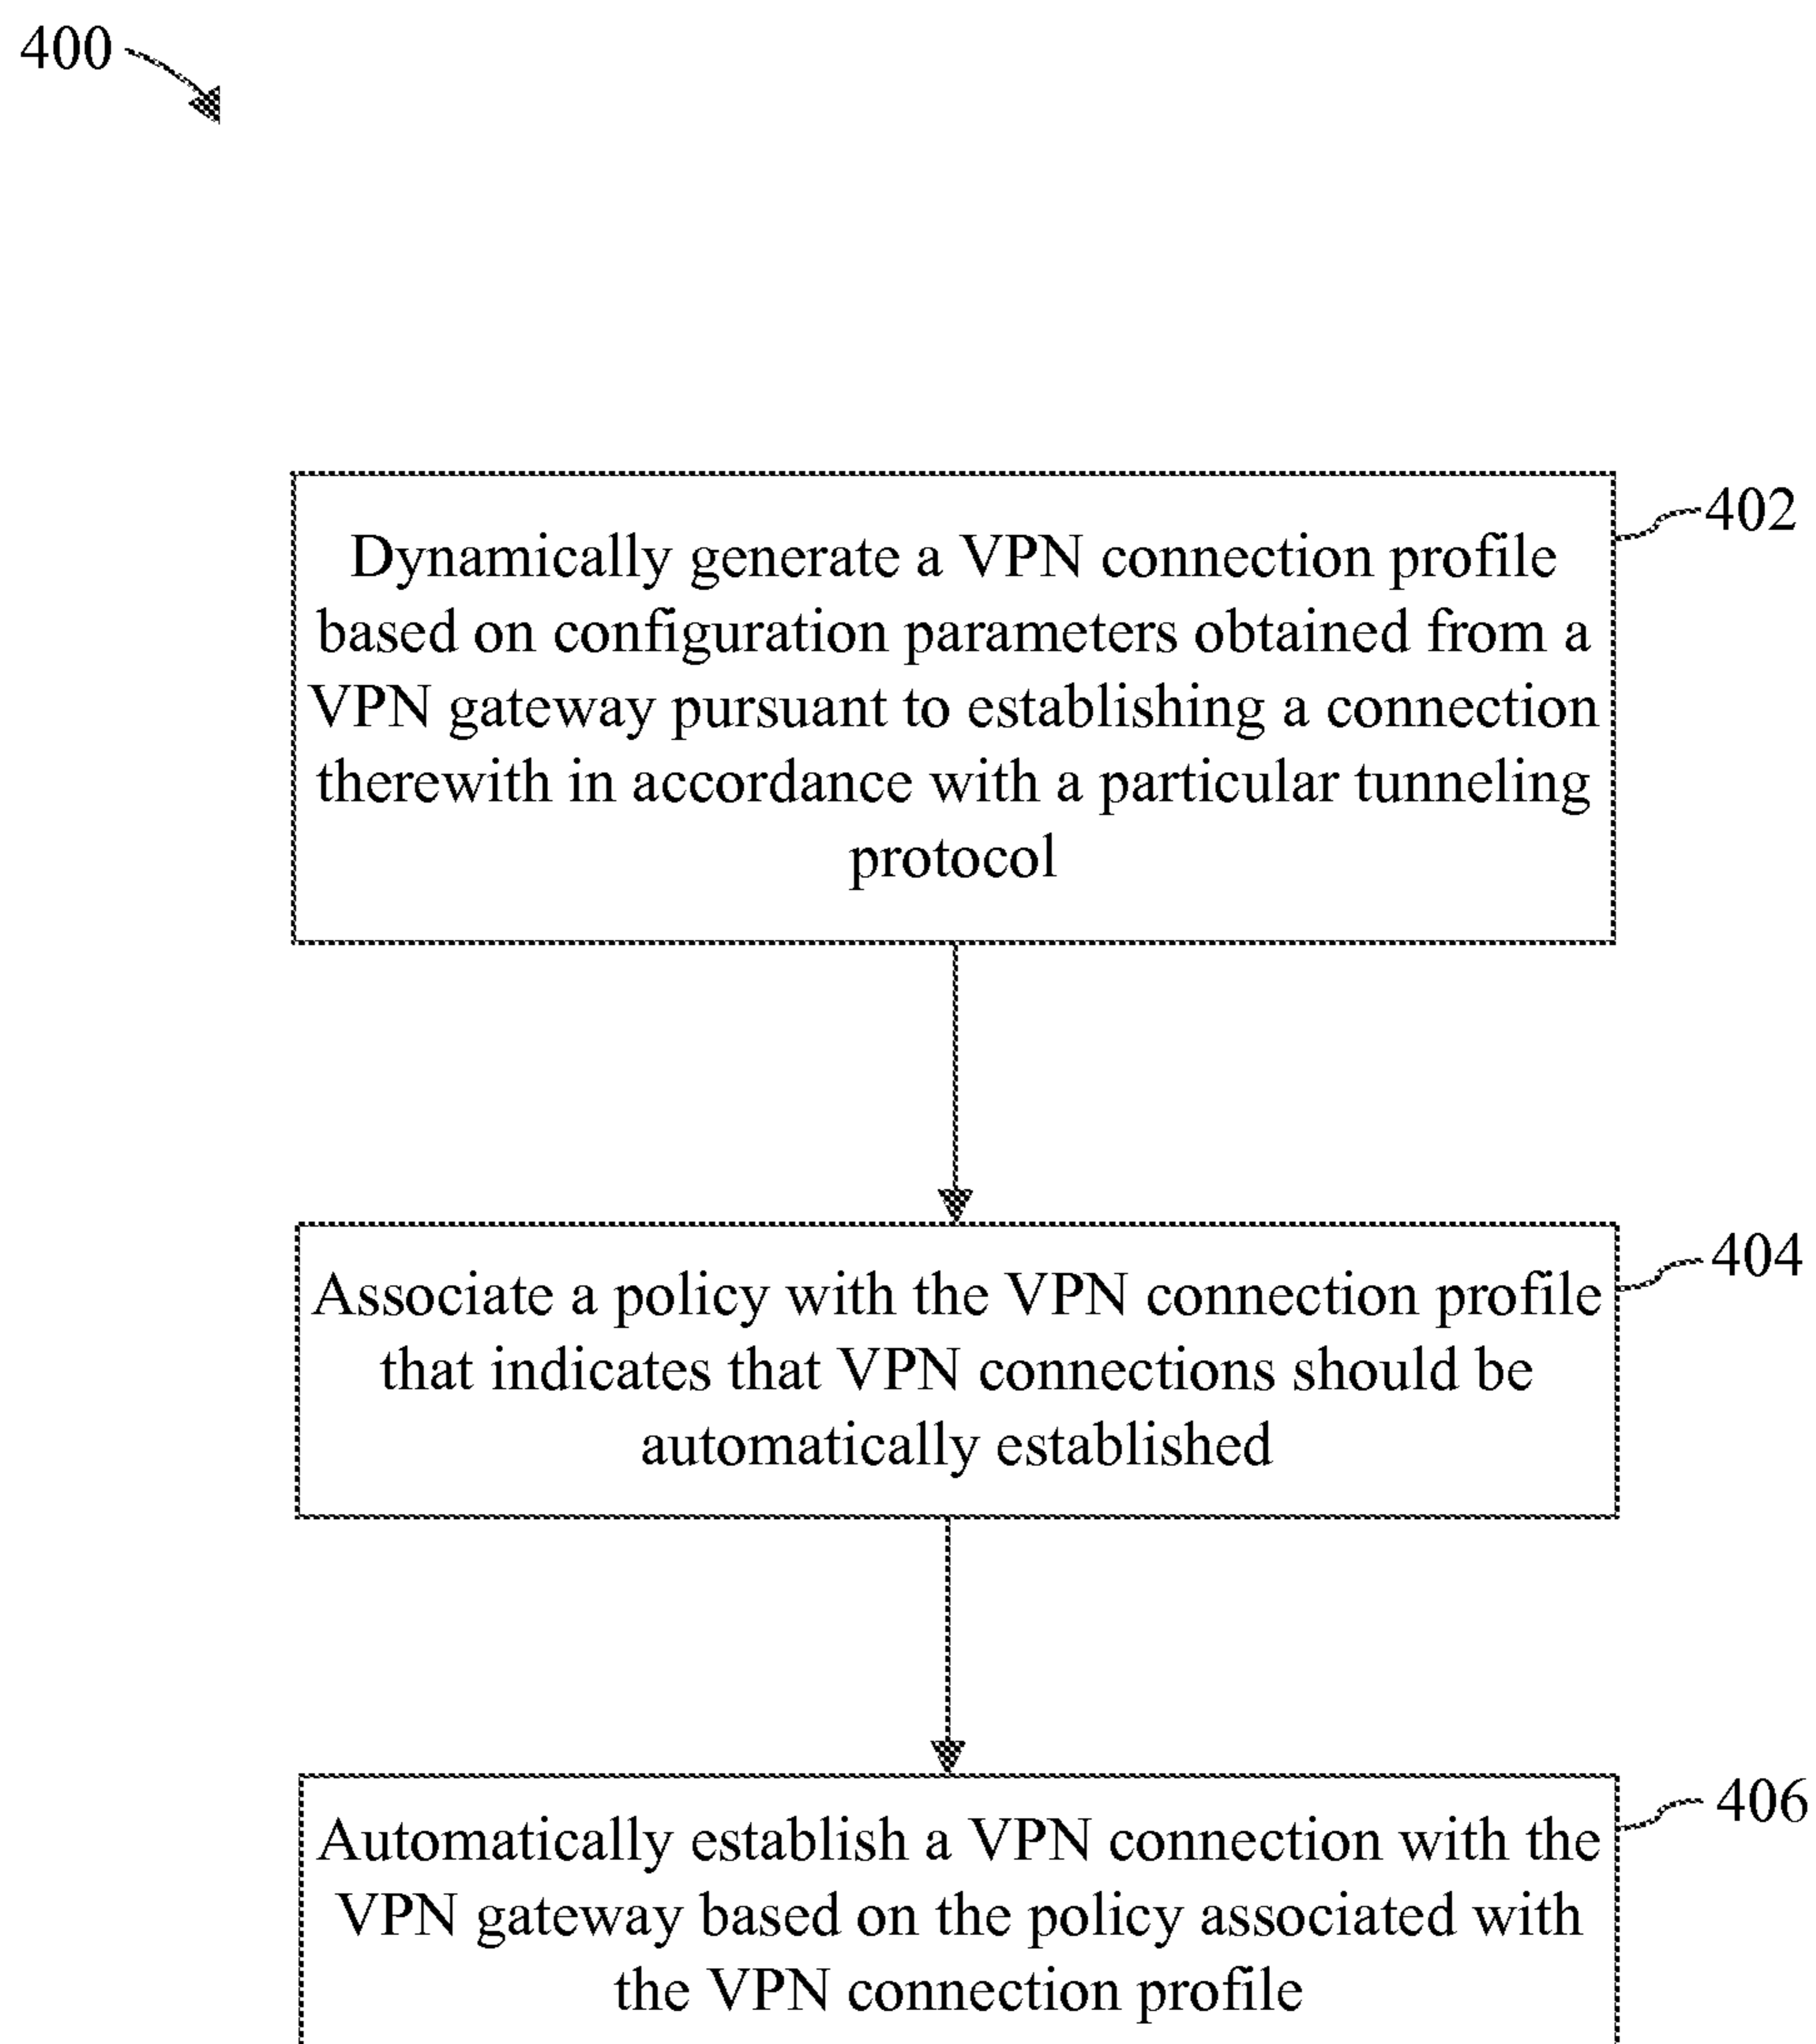 400
402
Dynamically generate a VPN connection profile
based on configuration parameters obtained from a
VPN gateway pursuant to establishing a connection
therewith in accordance with a particular tunneling
protocol
404
Associate a policy with the VPN connection profile
that indicates that VPN connections should be
automatically established
406
Automatically establish a VPN connection with the
VPN gateway based on the policy associated with
the VPN connection profile